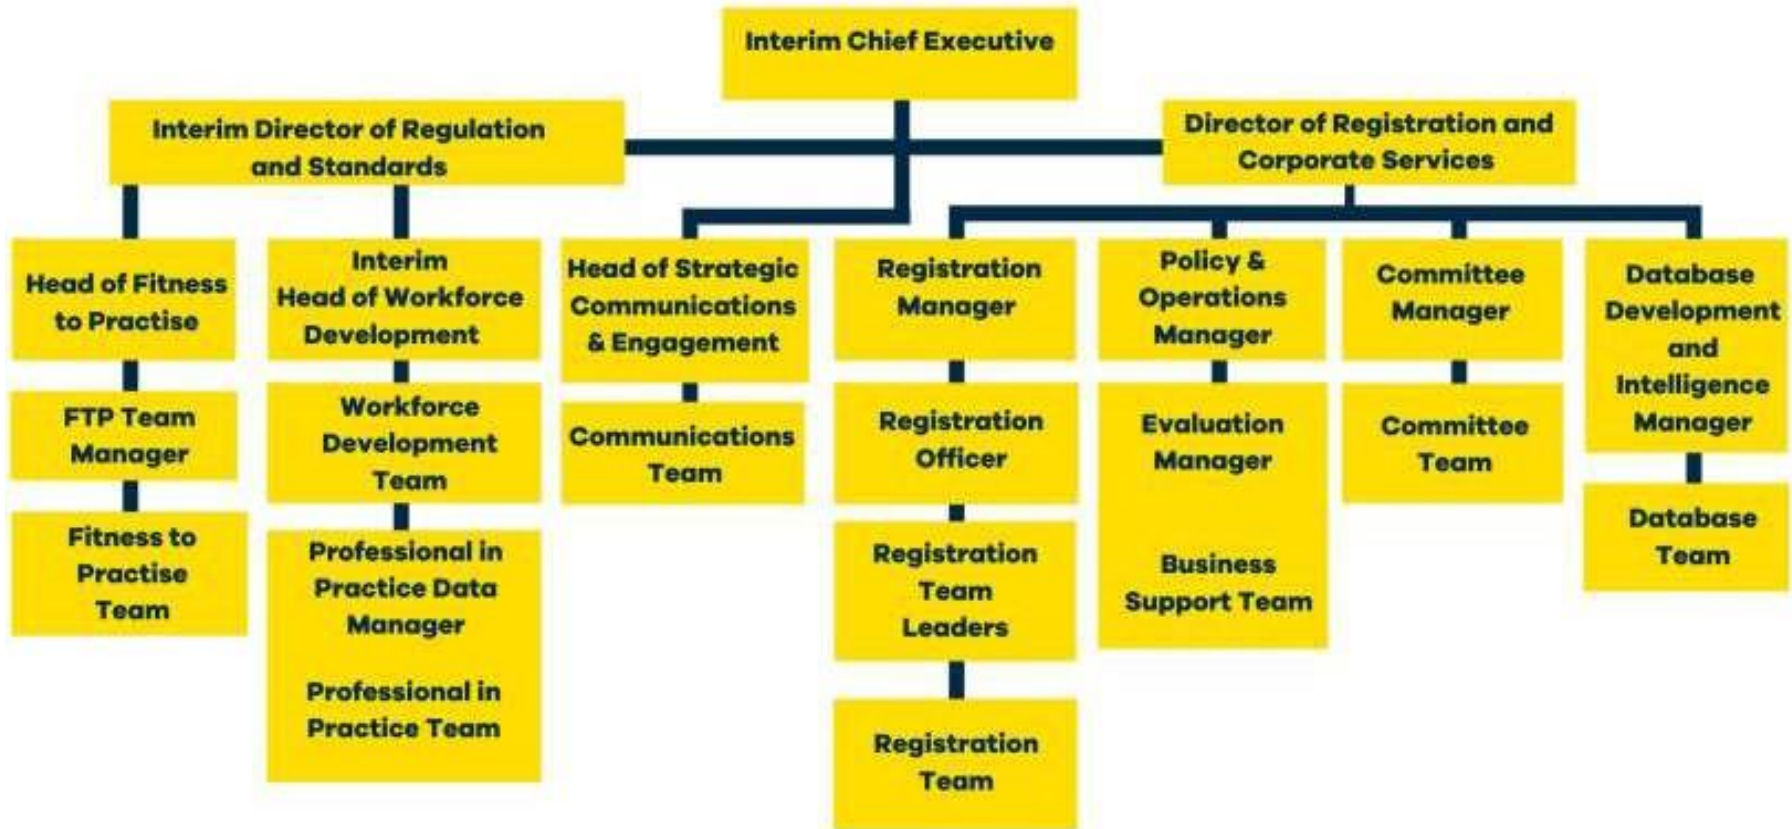 Interim Chief Executive
Interim Director of Regulation
and Standards
Director of Registration and
Corporate Services
Head of Fitness
to Practise
Interim
Head of Workforce
Development
Head of Strategic
Communications
& Engagement
Registration
Manager
Policy &
Operations
Manager
Committee
Manager
Database
Development
and
Intelligence
Manager
FTP Team
Manager
Workforce
Development
Team
Communications
Team
Registration
Officer
Evaluation
Manager
Business
Support Team
Committee
Team
Database
Team
Fitness to
Practise
Team
Professional in
Practice Data
Manager
Professional in
Practice Team
Registration
Team
Leaders
Registration
Team